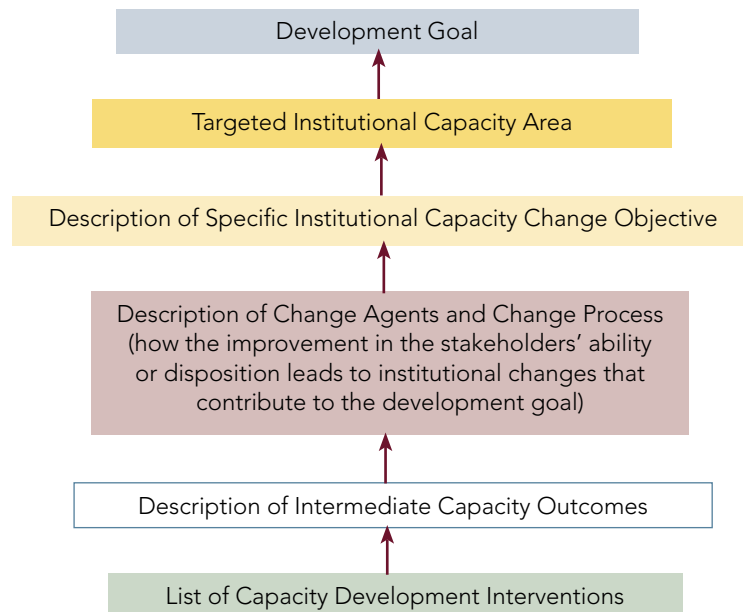 Development Goal
Targeted Institutional Capacity Area
Description of Specific Institutional Capacity Change Objective
Description of Change Agents and Change Process
(how the improvement in the stakeholders’ ability
or disposition leads to institutional changes that
contribute to the development goal)
Description of Intermediate Capacity Outcomes
List of Capacity Development Interventions